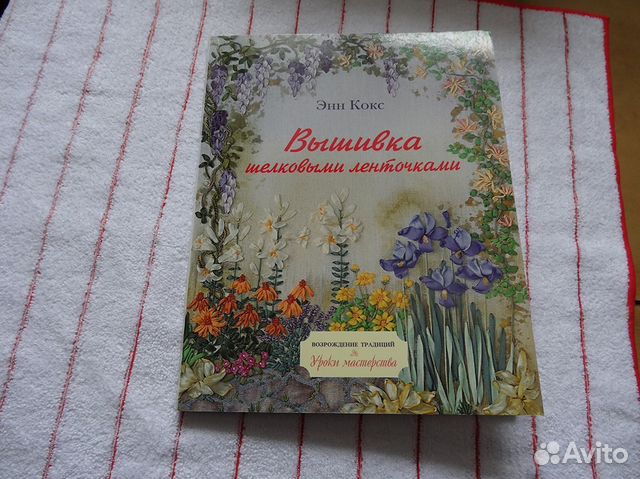 Энн Кокс
Вышивка
шелковыми ленточками
ВОЗРОЖДЕНИЕ ТРАДИЦИЙ
Уроки мастерства
Avito